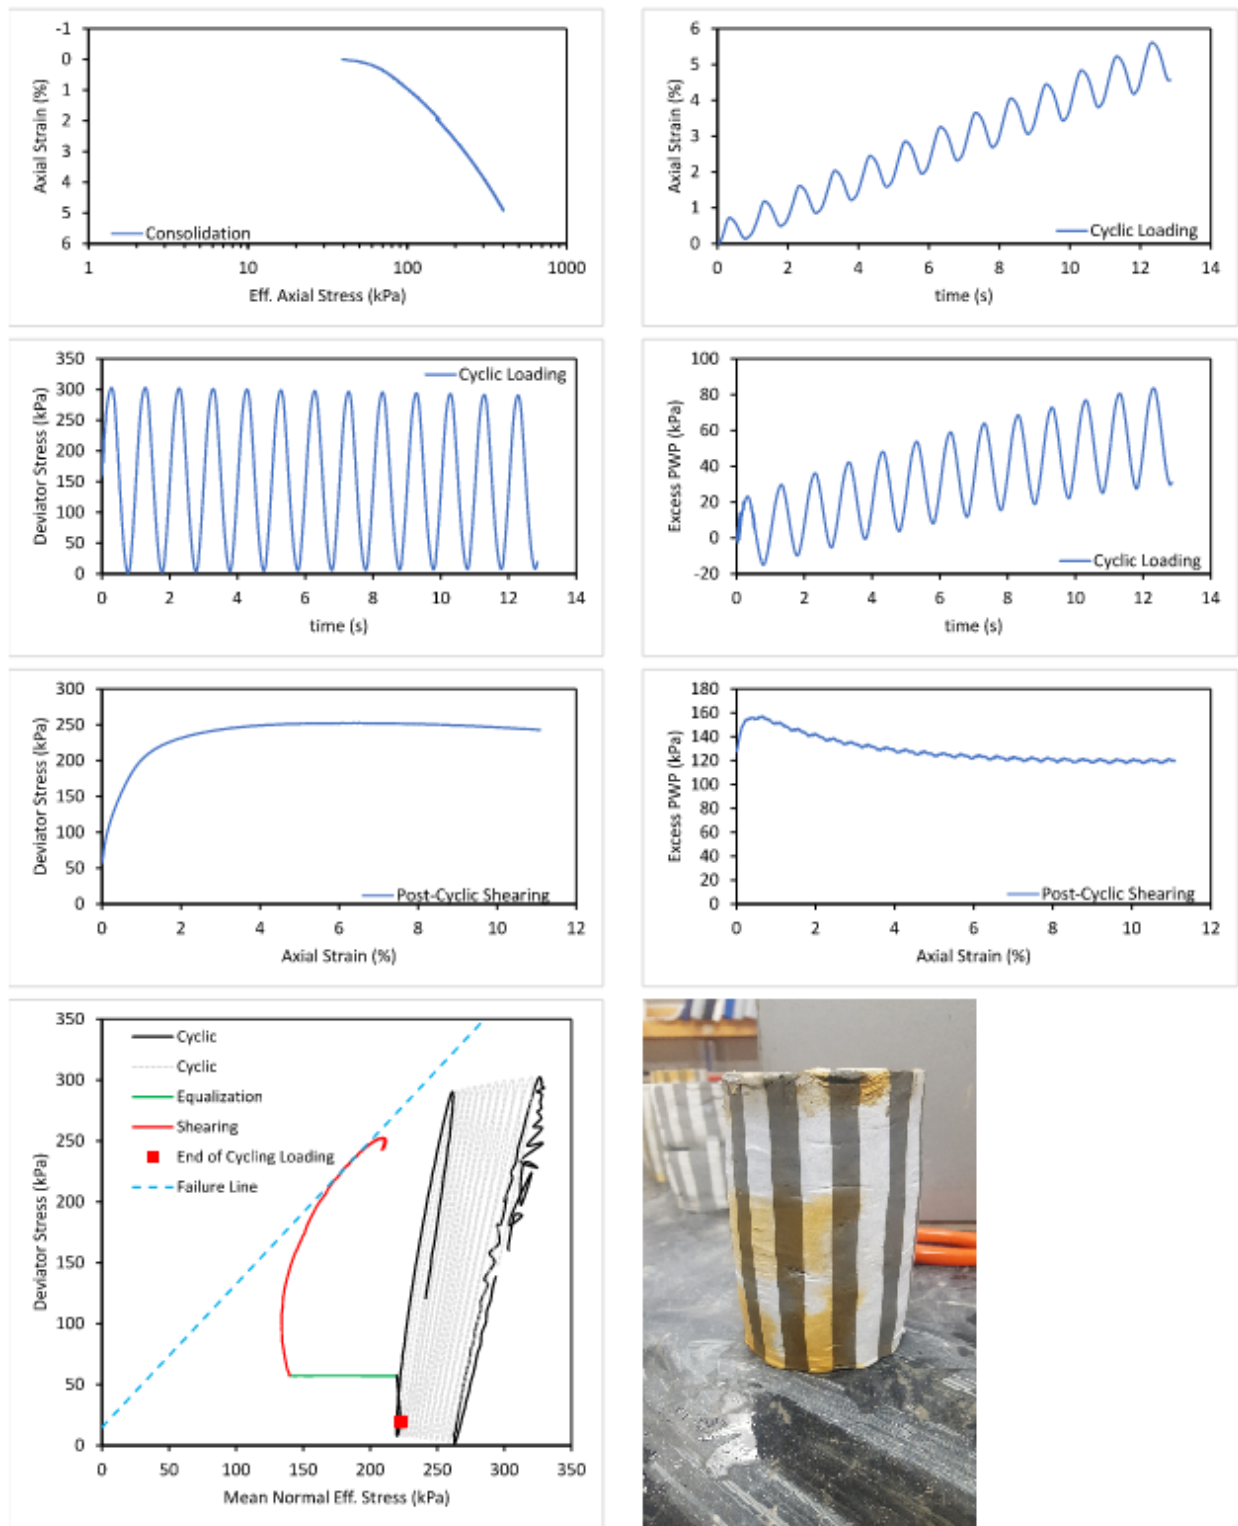 -1
0
1
2
3
4
5
6
Axial Strain (%)
Consolidation
1 10 100 1000
Eff. Axial Stress (kPa)
6
5
4
3
2
1
0
Axial Strain (%)
Cyclic Loading
0 2 4 6 8 10 12 14
time (s)
350
300
250
200
150
100
50
0
Deviator Stress (kPa)
Cyclic Loading
0 2 4 6 8 10 12 14
time (s)
100
80
60
40
20
0
-20
Excess PWP (kPa)
Cyclic Loading
0 2 4 6 8 10 12 14
time (s)
300
250
200
150
100
50
0
Deviator Stress (kPa)
Post-Cyclic Shearing
0 2 4 6 8 10 12
Axial Strain (%)
180
160
140
120
100
80
60
40
20
0
Excess PWP (kPa)
Post-Cyclic Shearing
0 2 4 6 8 10 12
Axial Strain (%)
350
300
250
200
150
100
50
0
Deviator Stress (kPa)
Cyclic
Cyclic
Equalization
Shearing
End of Cycling Loading
Failure Line
0 50 100 150 200 250 300 350
Mean Normal Eff. Stress (kPa)